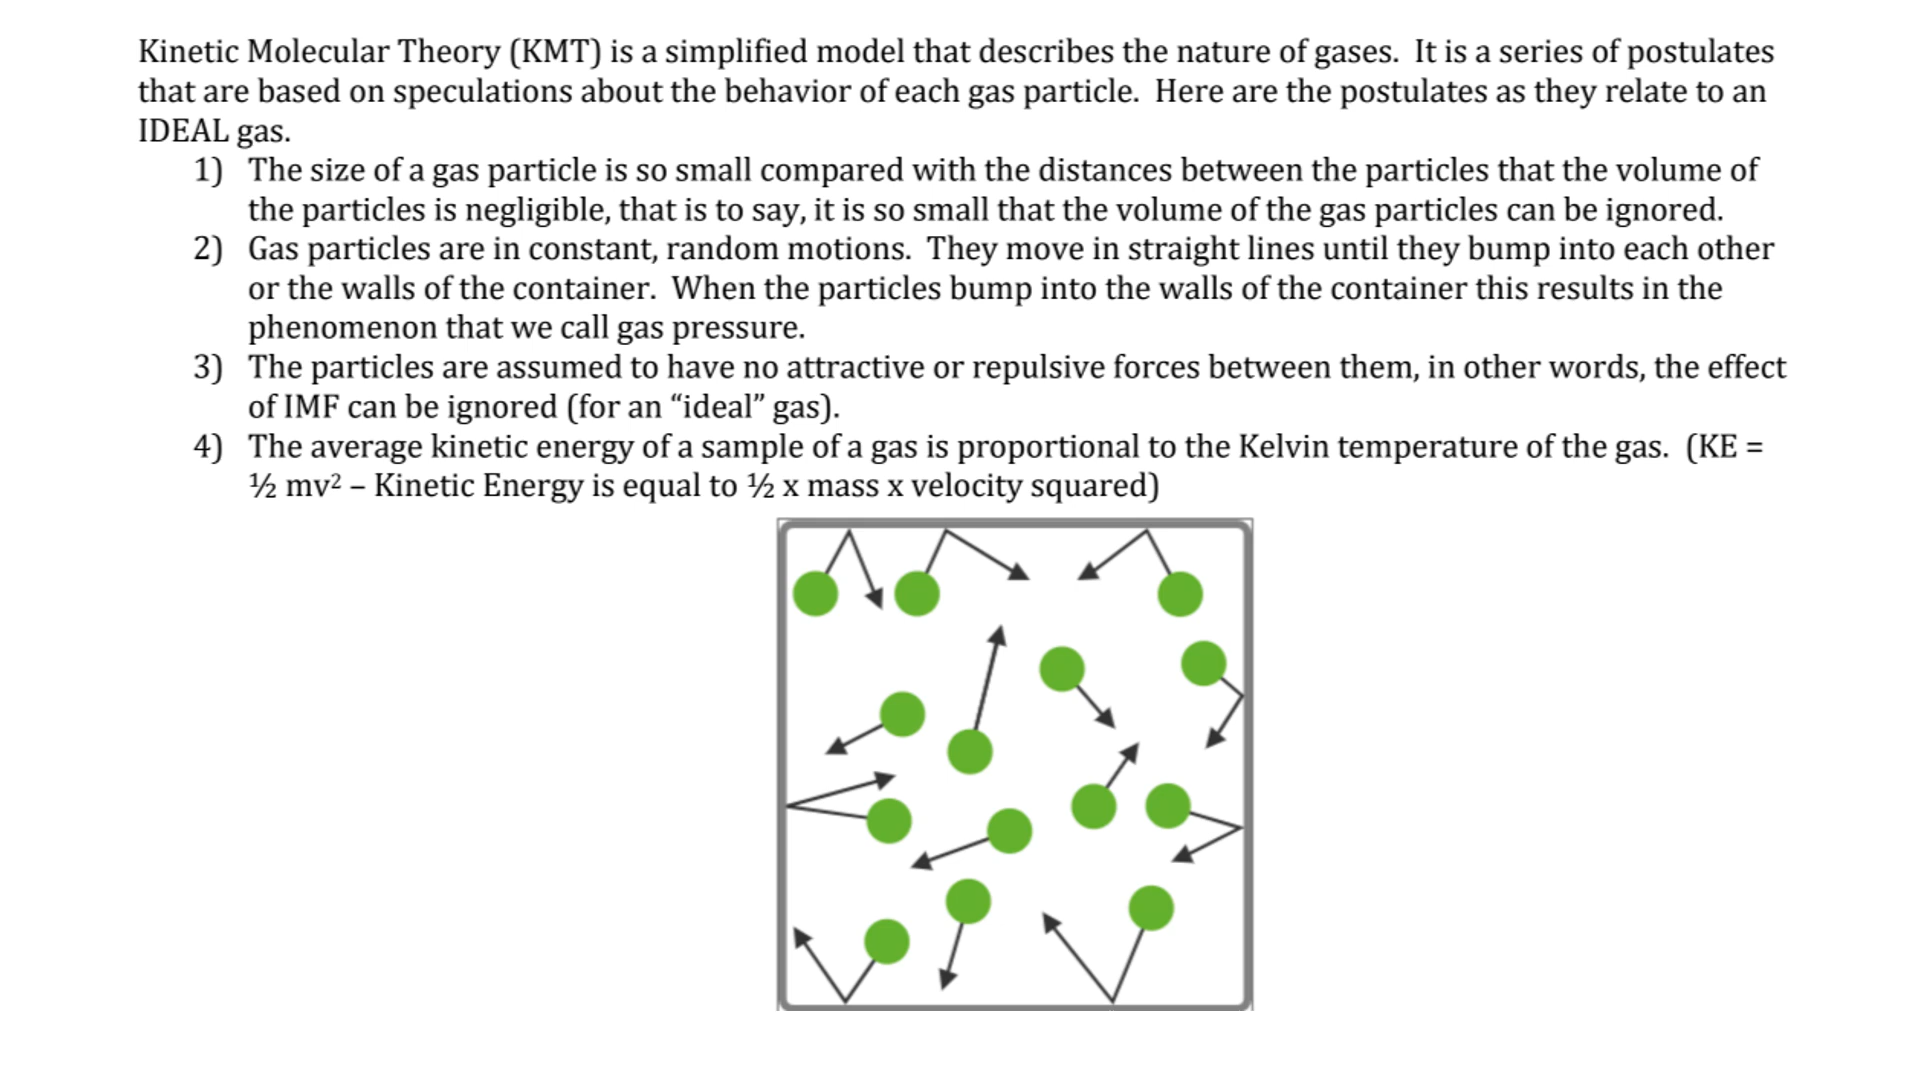 Kinetic Molecular Theory (KMT) is a simplified model that describes the nature of gases.  It is a series of postulates
that are based on speculations about the behavior of each gas particle.  Here are the postulates as they relate to an
IDEAL gas.
1) The size of a gas particle is so small compared with the distances between the particles that the volume of
the particles is negligible, that is to say, it is so small that the volume of the gas particles can be ignored.
2) Gas particles are in constant, random motions.  They move in straight lines until they bump into each other
or the walls of the container.  When the particles bump into the walls of the container this results in the
phenomenon that we call gas pressure.
3) The particles are assumed to have no attractive or repulsive forces between them, in other words, the effect
of IMF can be ignored (for an “ideal” gas).
4) The average kinetic energy of a sample of a gas is proportional to the Kelvin temperature of the gas.  (KE =
½ mv² – Kinetic Energy is equal to ½ x mass x velocity squared)